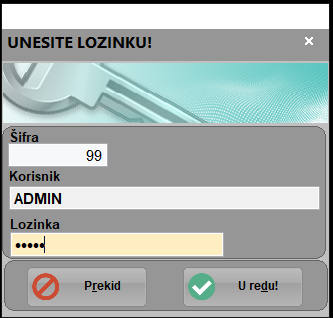 UNESITE LOZINKU!
Šifra
99
Korisnik
ADMIN
Lozinka
•••••
Prekid
U redu!